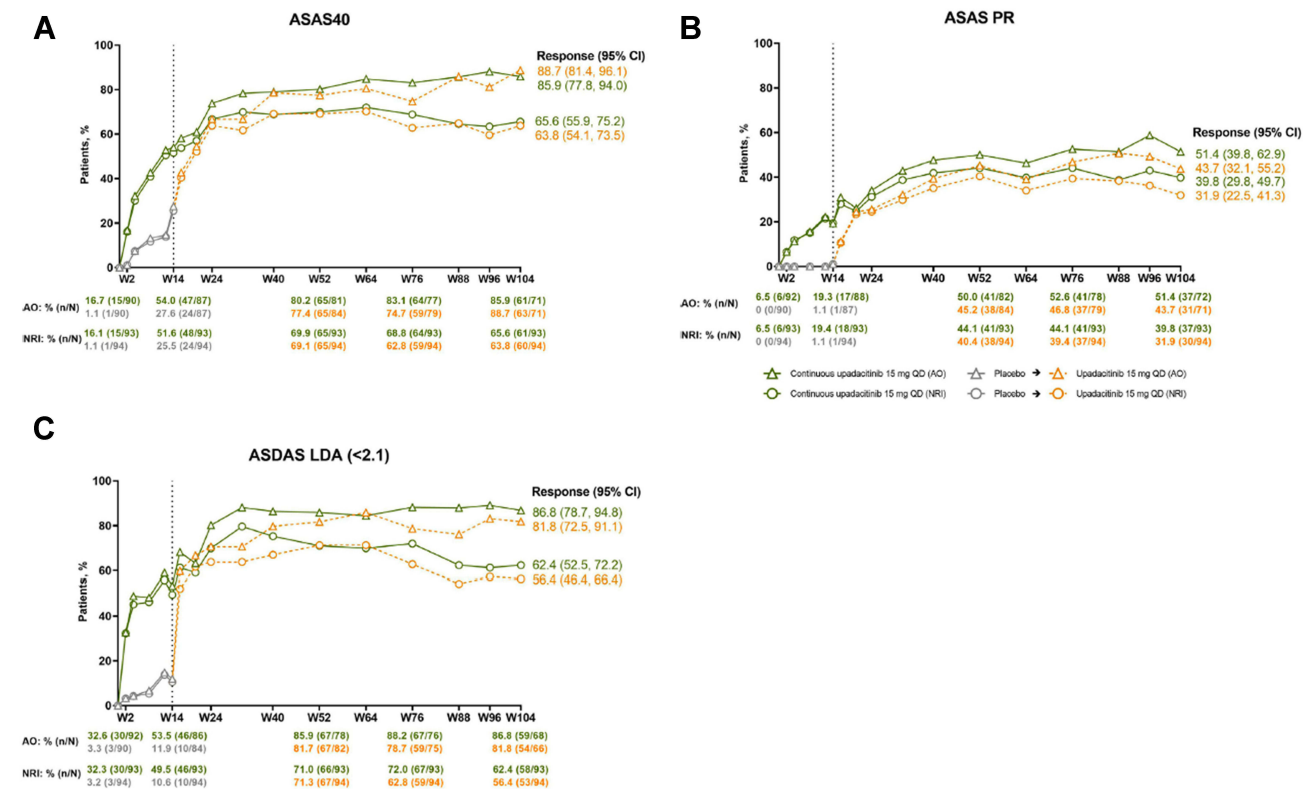 A
ASAS40
100
80
60
40
20
0
Patients, %
W2 W14 W24 W40 W52 W64 W76 W88 W96 W104
Response (95% CI)
88.7 (81.4, 96.1)
85.9 (77.8, 94.0)
65.6 (55.9, 75.2)
63.8 (54.1, 73.5)
AO: % (n/N) 16.7 (15/90) 54.0 (47/87) 80.2 (65/81) 83.1 (64/77) 85.9 (61/71)
1.1 (1/90) 27.6 (24/87) 77.4 (65/84) 74.7 (59/79) 88.7 (63/71)
NRI: % (n/N) 16.1 (15/93) 51.6 (48/93) 69.9 (65/93) 68.8 (64/93) 65.6 (61/93)
1.1 (1/94) 25.5 (24/94) 69.1 (65/94) 62.8 (59/94) 63.8 (60/94)
B
ASAS PR
100
80
60
40
20
0
Patients, %
W2 W14 W24 W40 W52 W64 W76 W88 W96 W104
Response (95% CI)
51.4 (39.8, 62.9)
43.7 (32.1, 55.2)
39.8 (29.8, 49.7)
31.9 (22.5, 41.3)
AO: % (n/N) 6.5 (6/92) 19.3 (17/88) 50.0 (41/82) 52.6 (41/78) 51.4 (37/72)
0 (0/90) 1.1 (1/87) 45.2 (38/84) 46.8 (37/79) 43.7 (31/71)
NRI: % (n/N) 6.5 (6/93) 19.4 (18/93) 44.1 (41/93) 44.1 (41/93) 39.8 (37/93)
0 (0/94) 1.1 (1/94) 40.4 (38/94) 39.4 (37/94) 31.9 (30/94)
Continuous upadacitinib 15 mg QD (AO) Placebo → Upadacitinib 15 mg QD (AO)
Continuous upadacitinib 15 mg QD (NRI) Placebo → Upadacitinib 15 mg QD (NRI)
C
ASDAS LDA (<2.1)
100
80
60
40
20
0
Patients, %
W2 W14 W24 W40 W52 W64 W76 W88 W96 W104
Response (95% CI)
86.8 (78.7, 94.8)
81.8 (72.5, 91.1)
62.4 (52.5, 72.2)
56.4 (46.4, 66.4)
AO: % (n/N) 32.6 (30/92) 53.5 (46/86) 85.9 (67/78) 88.2 (67/76) 86.8 (59/68)
3.3 (3/90) 11.9 (10/84) 81.7 (67/82) 78.7 (59/75) 81.8 (54/66)
NRI: % (n/N) 32.3 (30/93) 49.5 (46/93) 71.0 (66/93) 72.0 (67/93) 62.4 (58/93)
3.2 (3/94) 10.6 (10/94) 71.3 (67/94) 62.8 (59/94) 56.4 (53/94)